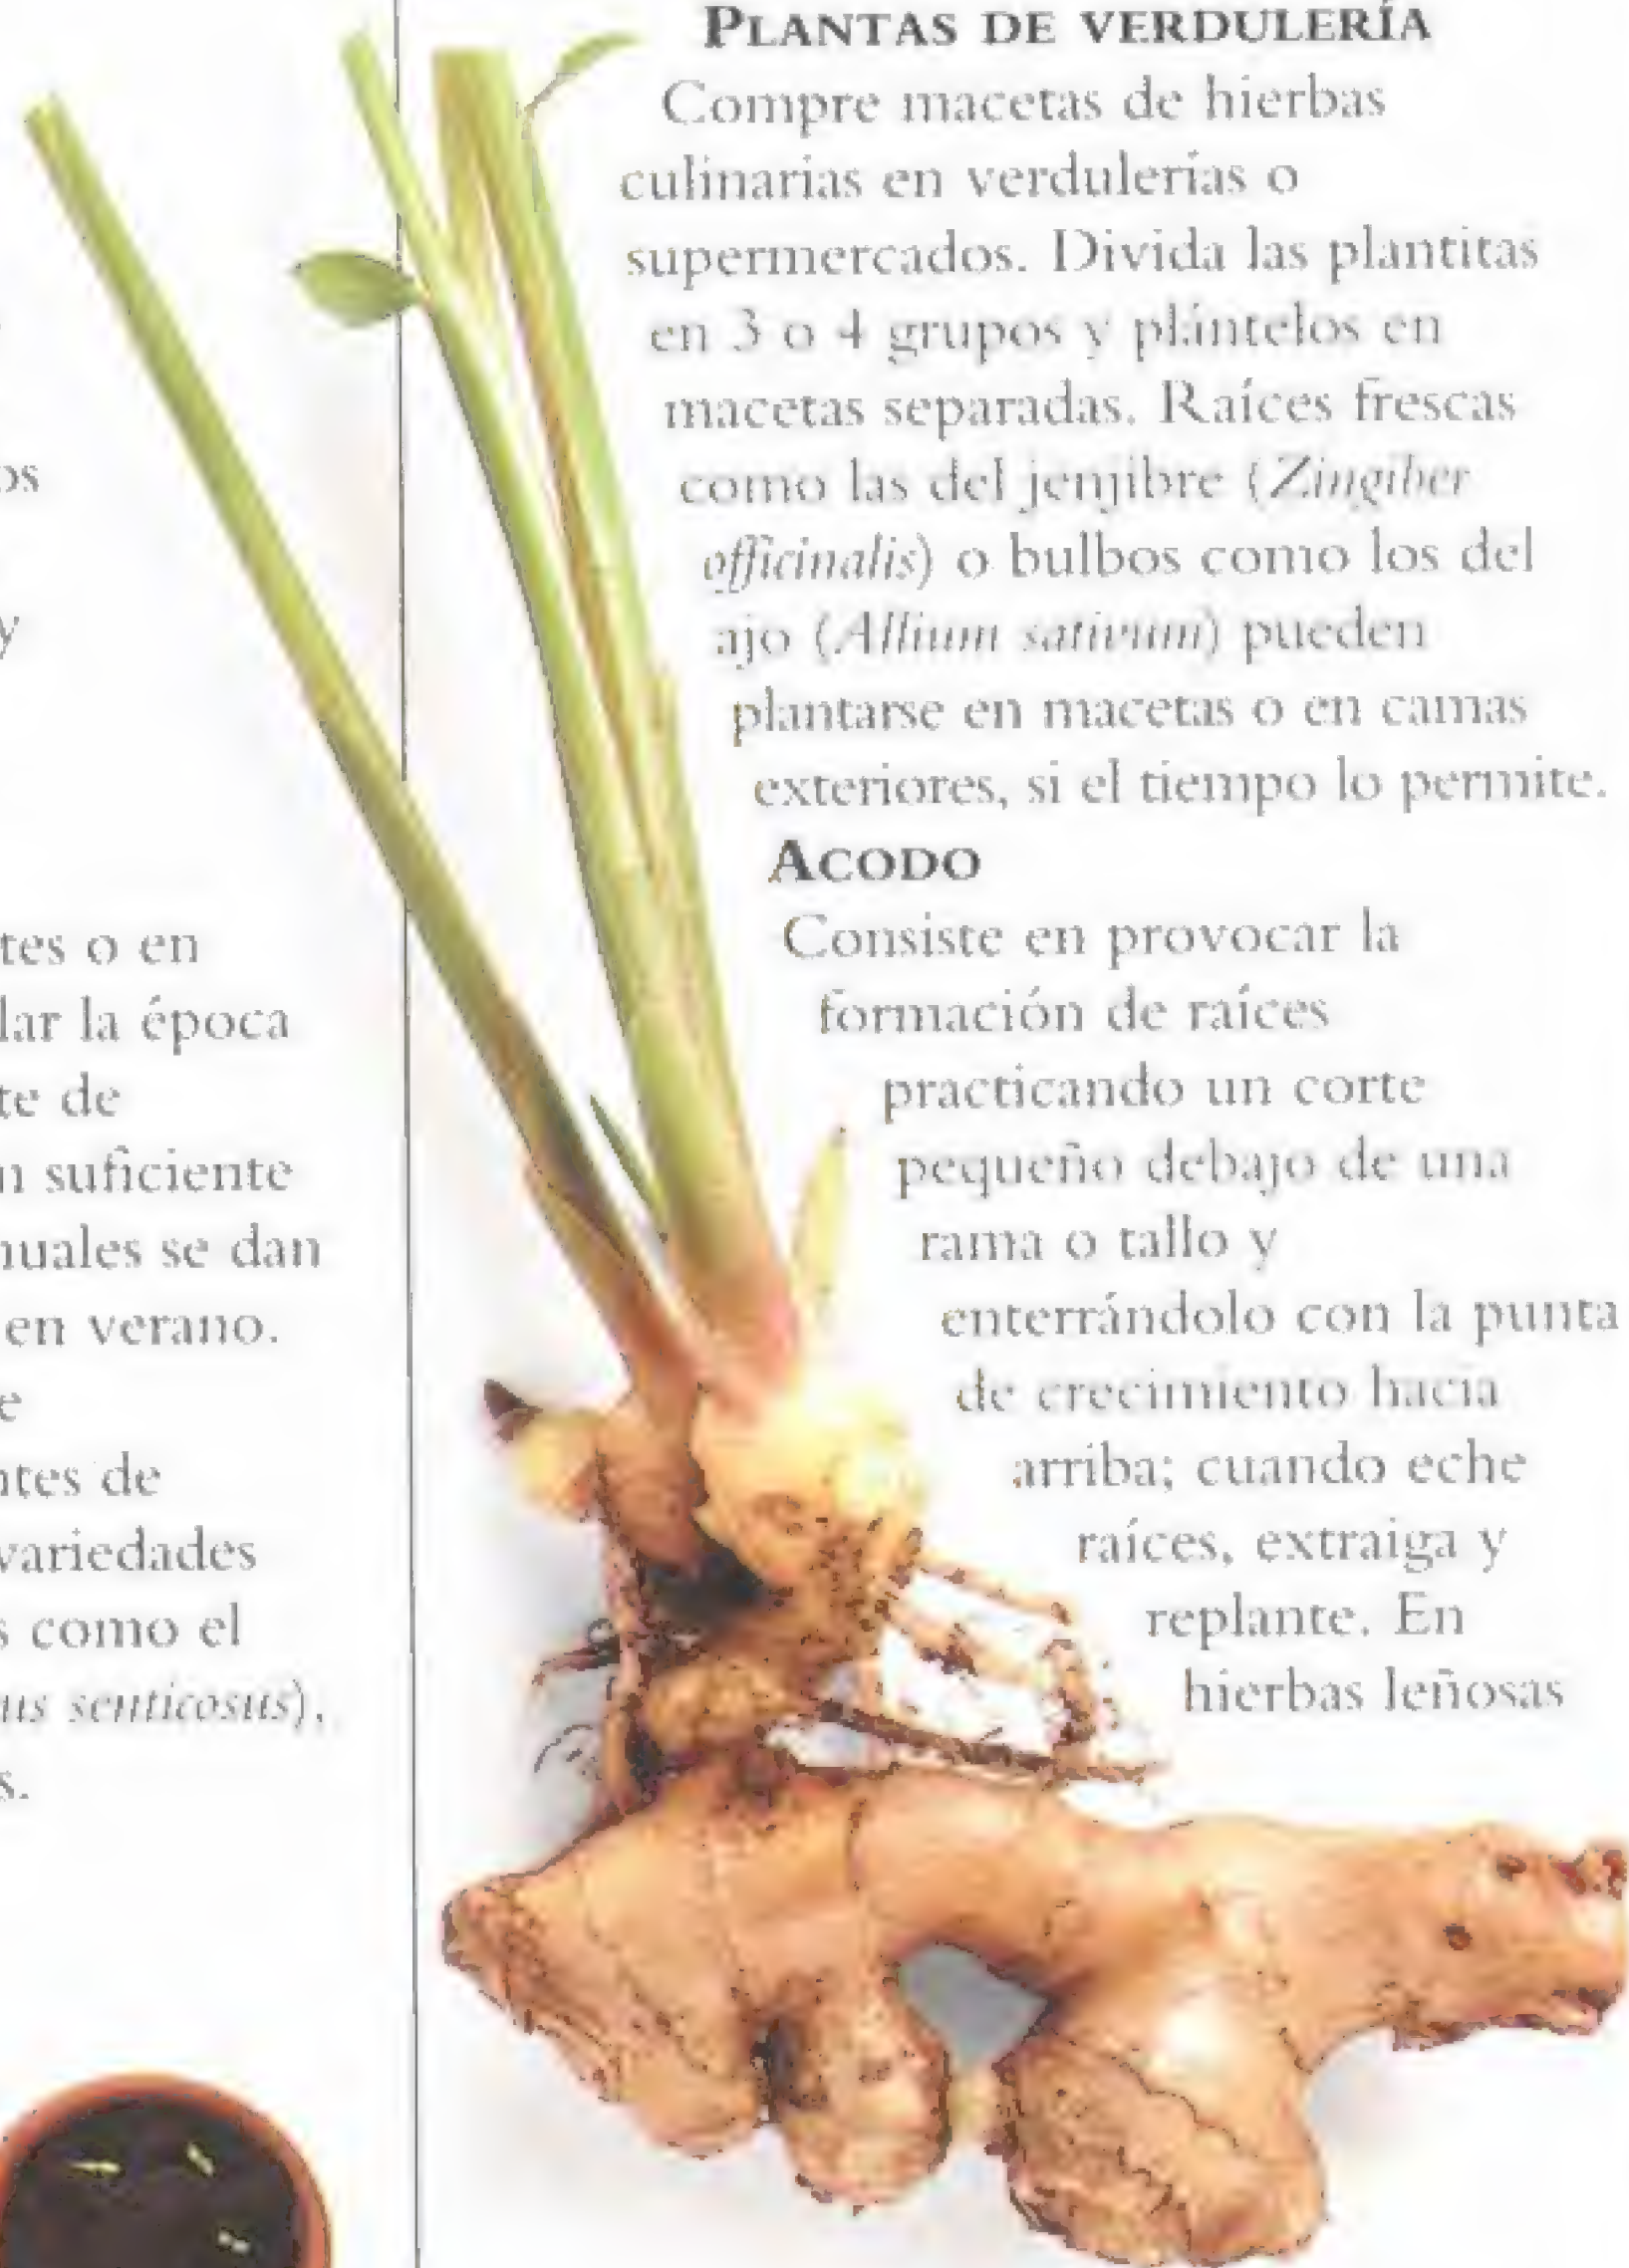 os
y
tes o en
lar la época
te de
n suficiente
nuales se dan
en verano.
e
ntes de
variedades
s como el
us senticosus),
s.
PLANTAS DE VERDULERÍA
Compre macetas de hierbas
culinarias en verdulerías o
supermercados. Divida las plantitas
en 3 o 4 grupos y plántelos en
macetas separadas. Raíces frescas
como las del jenjibre (Zingiber
officinalis) o bulbos como los del
ajo (Allium sativum) pueden
plantarse en macetas o en camas
exteriores, si el tiempo lo permite.
ACODO
Consiste en provocar la
formación de raíces
practicando un corte
pequeño debajo de una
rama o tallo y
enterrándolo con la punta
de crecimiento hacia
arriba; cuando eche
raíces, extraiga y
replante. En
hierbas leñosas